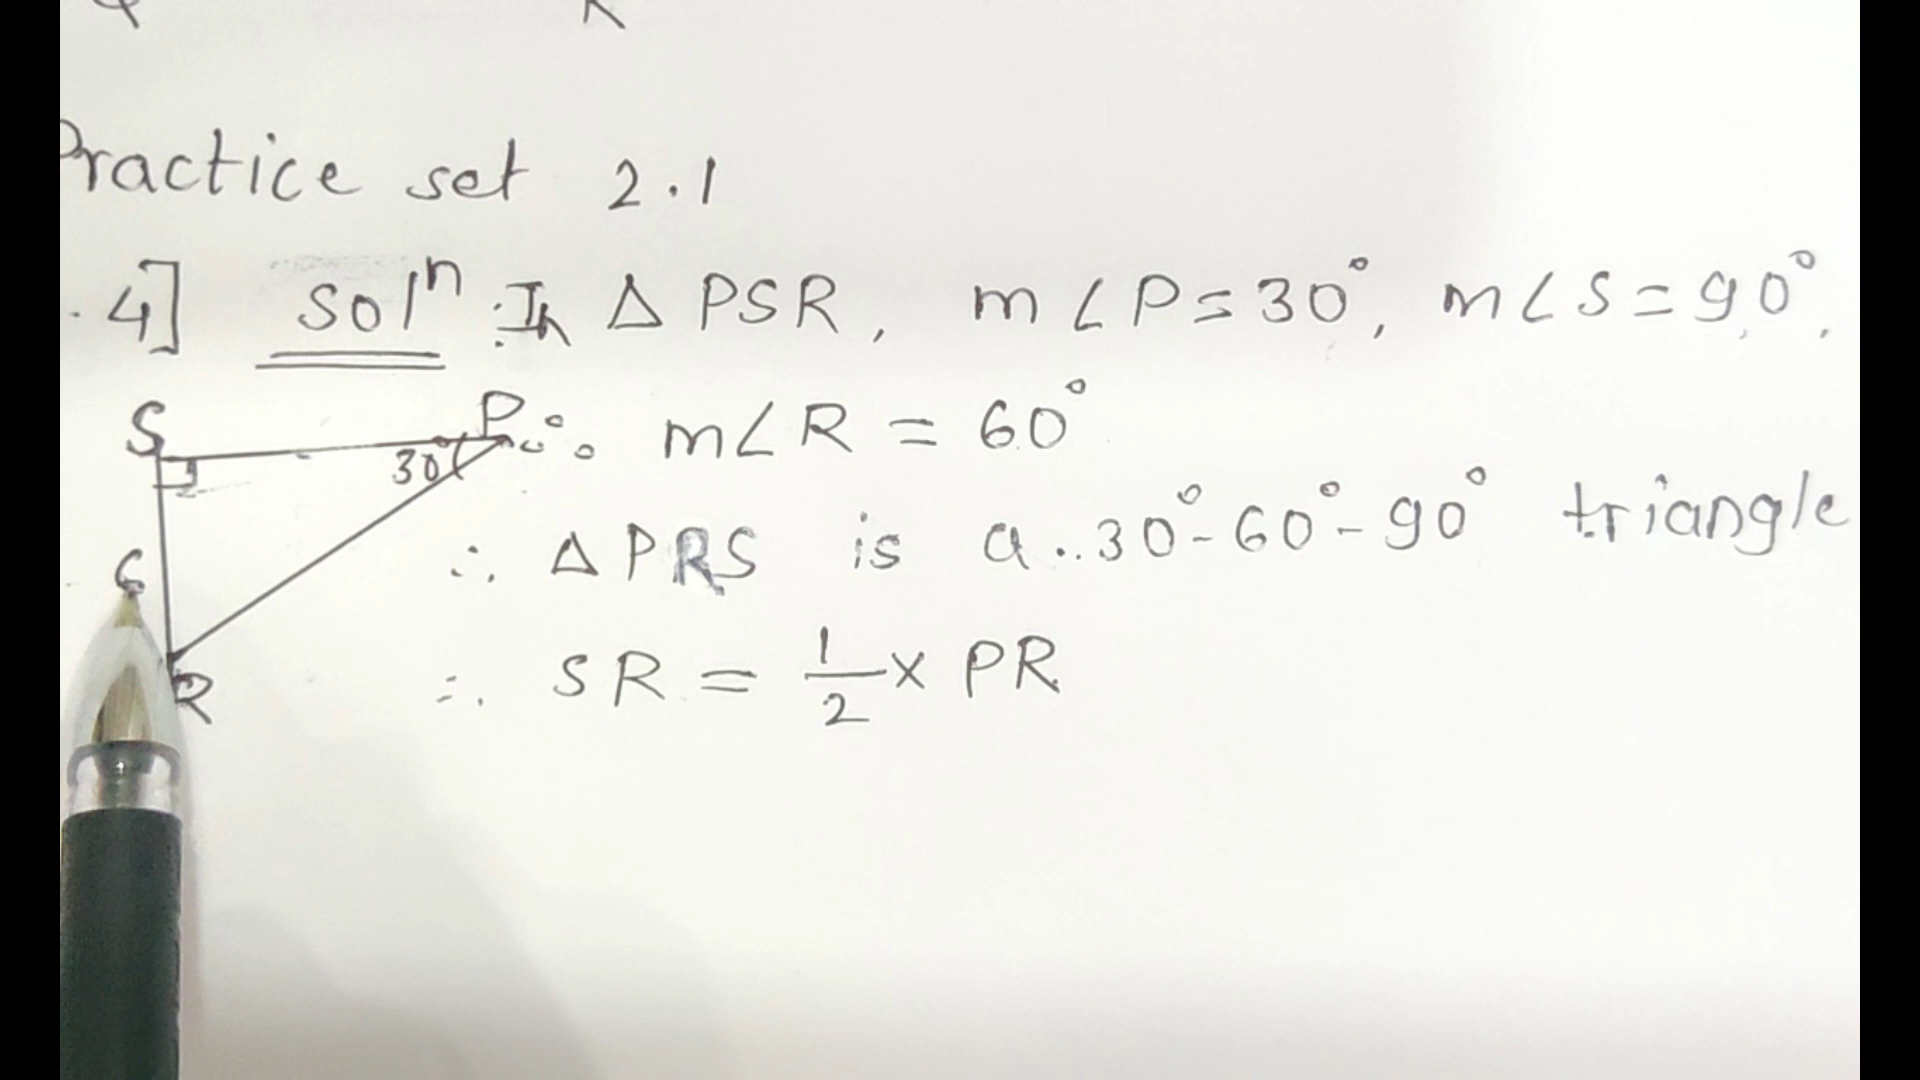 Practice set 2.1
.4] solⁿ :In Δ PSR, m∠P=30°, m∠S=90°,
S P ∴ m∠R = 60°
30°
∴ Δ PRS is a 30°-60°-90° triangle
6
R ∴ SR = 1/2 × PR